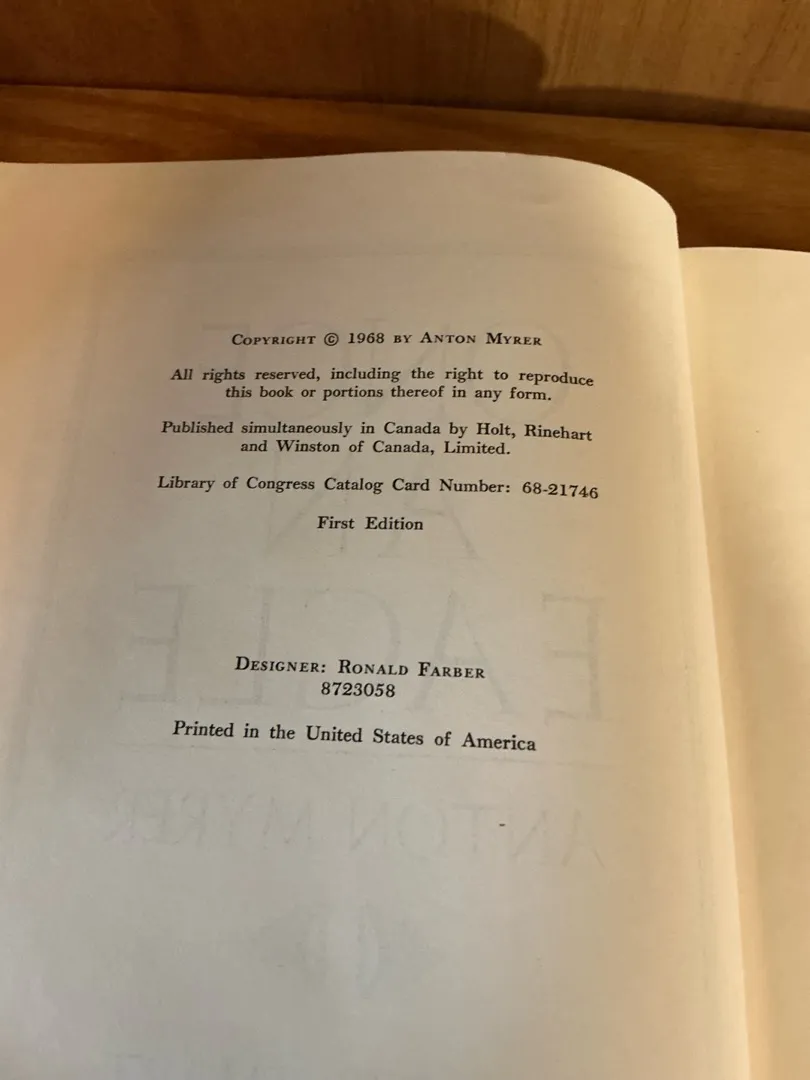 COPYRIGHT © 1968 BY ANTON MYRER
All rights reserved, including the right to reproduce
this book or portions thereof in any form.
Published simultaneously in Canada by Holt, Rinehart
and Winston of Canada, Limited.
Library of Congress Catalog Card Number: 68-21746
First Edition
DESIGNER: RONALD FARBER
8723058
Printed in the United States of America